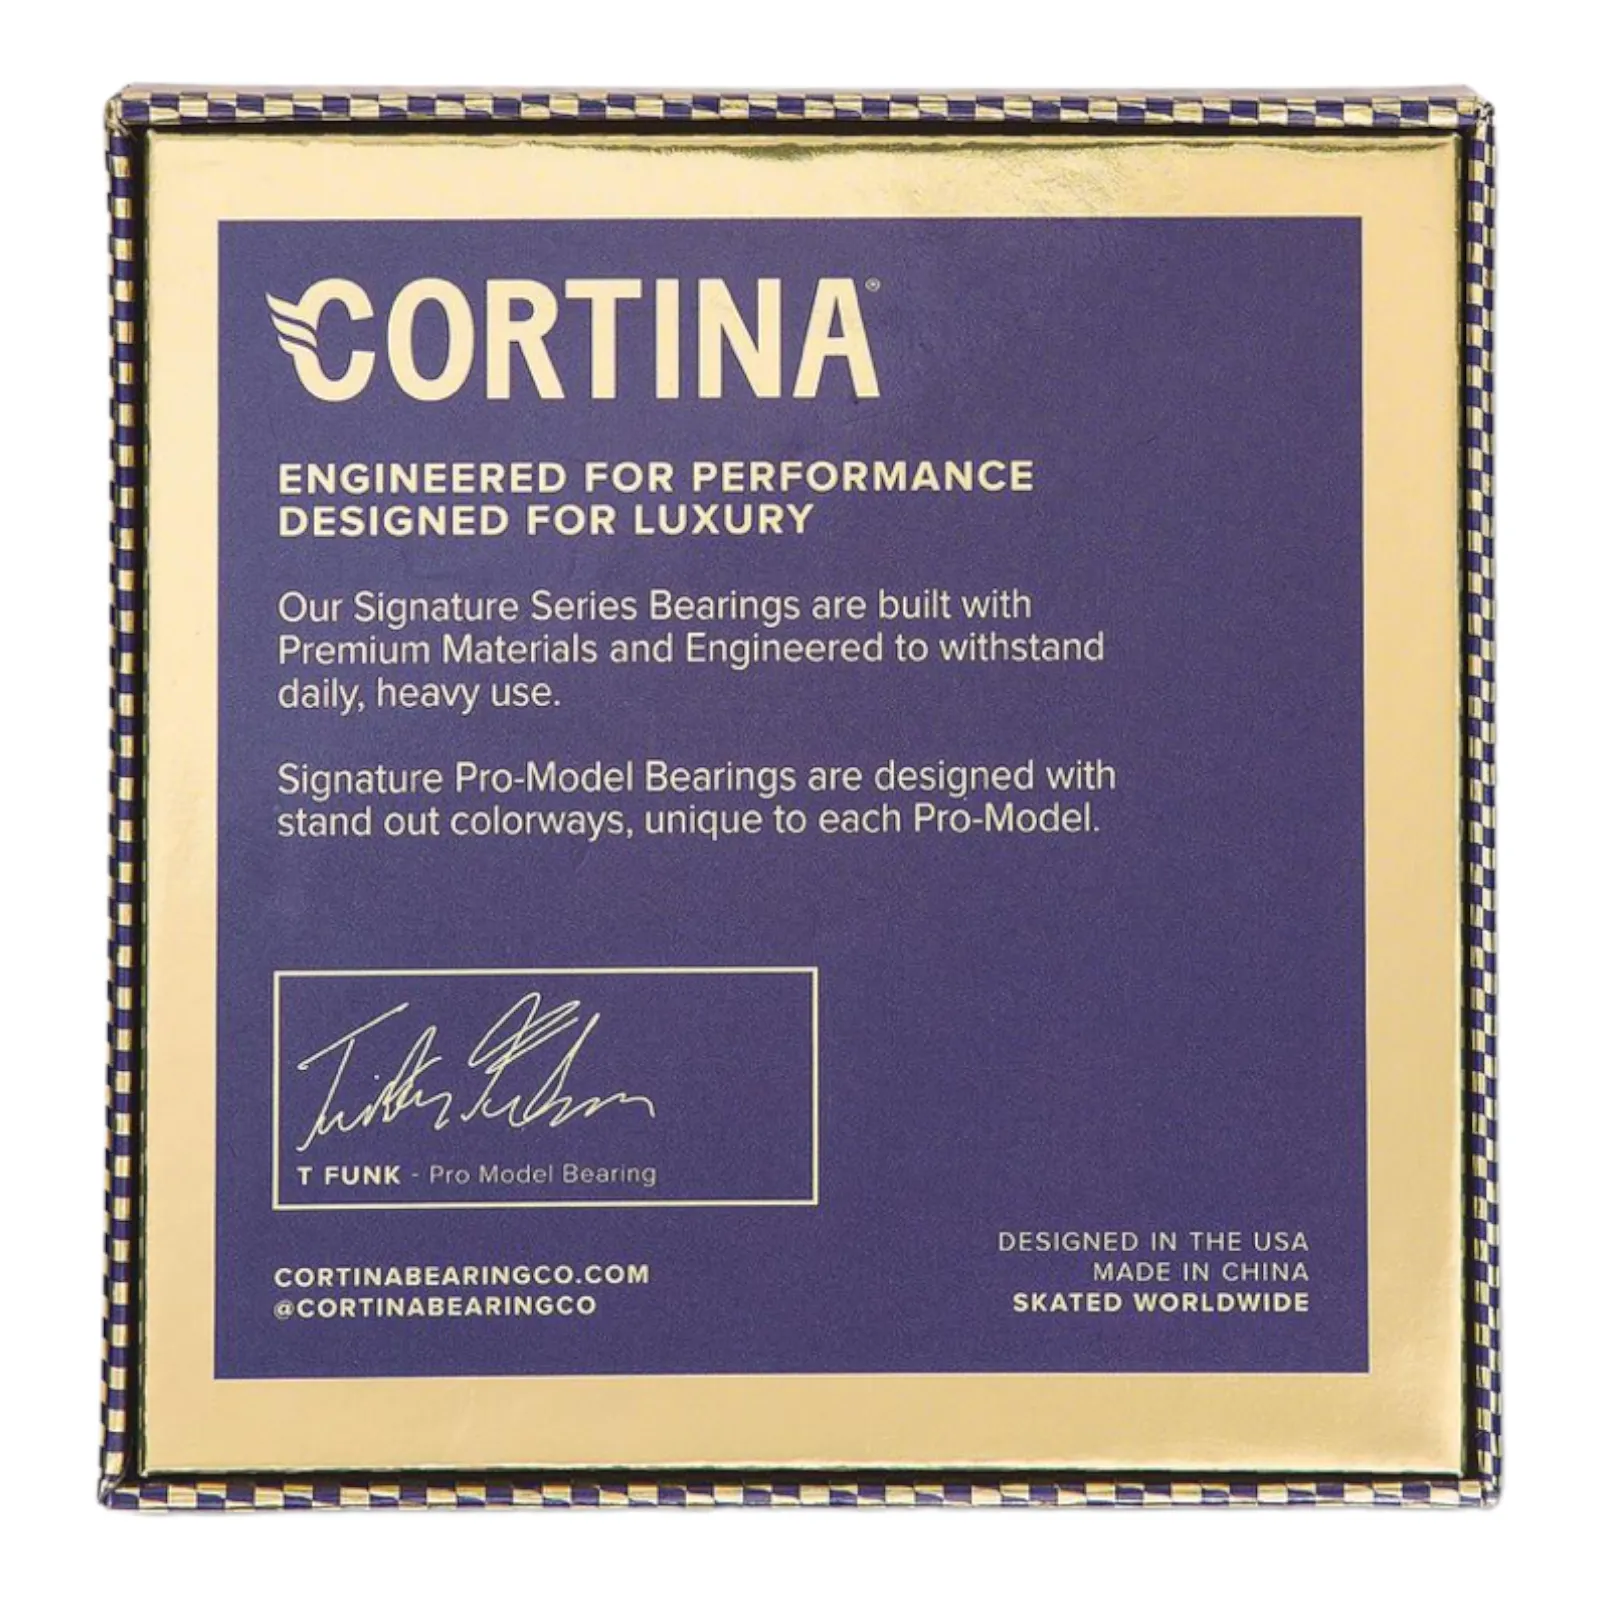 CORTINA®
ENGINEERED FOR PERFORMANCE
DESIGNED FOR LUXURY
Our Signature Series Bearings are built with
Premium Materials and Engineered to withstand
daily, heavy use.
Signature Pro-Model Bearings are designed with
stand out colorways, unique to each Pro-Model.
T FUNK - Pro Model Bearing
CORTINABEARINGCO.COM
@CORTINABEARINGCO
DESIGNED IN THE USA
MADE IN CHINA
SKATED WORLDWIDE